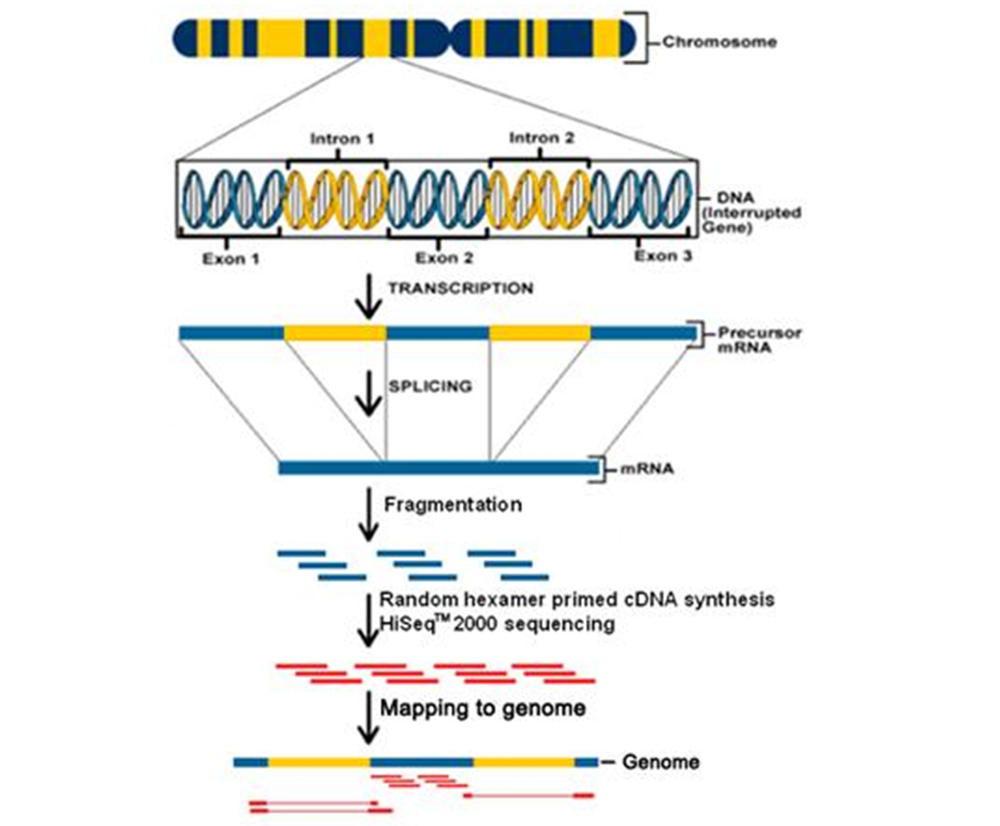 Chromosome
Intron 1
Intron 2
DNA
(Interrupted
Gene)
Exon 1
Exon 2
Exon 3
TRANSCRIPTION
Precursor
mRNA
SPLICING
mRNA
Fragmentation
Random hexamer primed cDNA synthesis
HiSeq™ 2000 sequencing
Mapping to genome
Genome